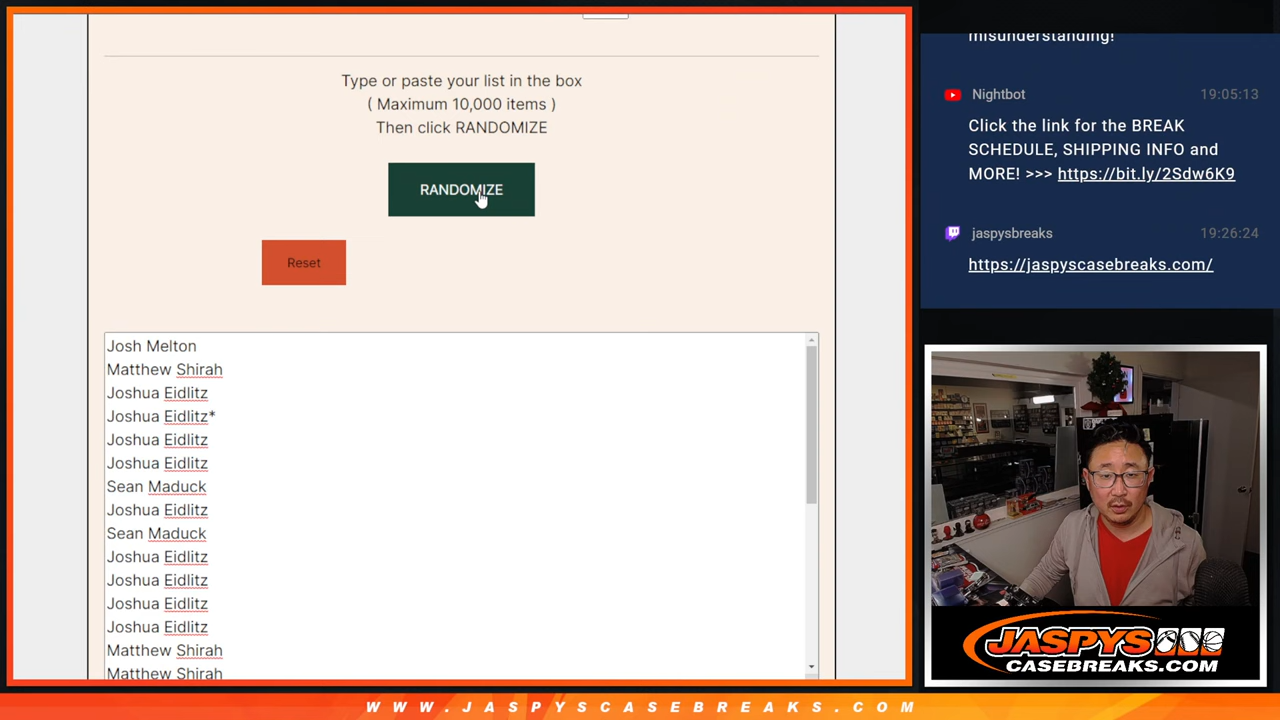 Type or paste your list in the box
( Maximum 10,000 items )
Then click RANDOMIZE
RANDOMIZE
Reset
Josh Melton
Matthew Shirah
Joshua Eidlitz
Joshua Eidlitz*
Joshua Eidlitz
Joshua Eidlitz
Sean Maduck
Joshua Eidlitz
Sean Maduck
Joshua Eidlitz
Joshua Eidlitz
Joshua Eidlitz
Joshua Eidlitz
Matthew Shirah
Matthew Shirah
misunderstanding!
Nightbot 19:05:13
Click the link for the BREAK
SCHEDULE, SHIPPING INFO and
MORE! >>> https://bit.ly/2Sdw6K9
jaspysbreaks 19:26:24
https://jaspyscasebreaks.com/
JASPYS
CASEBREAKS.COM
WWW.JASPYSCASEBREAKS.COM